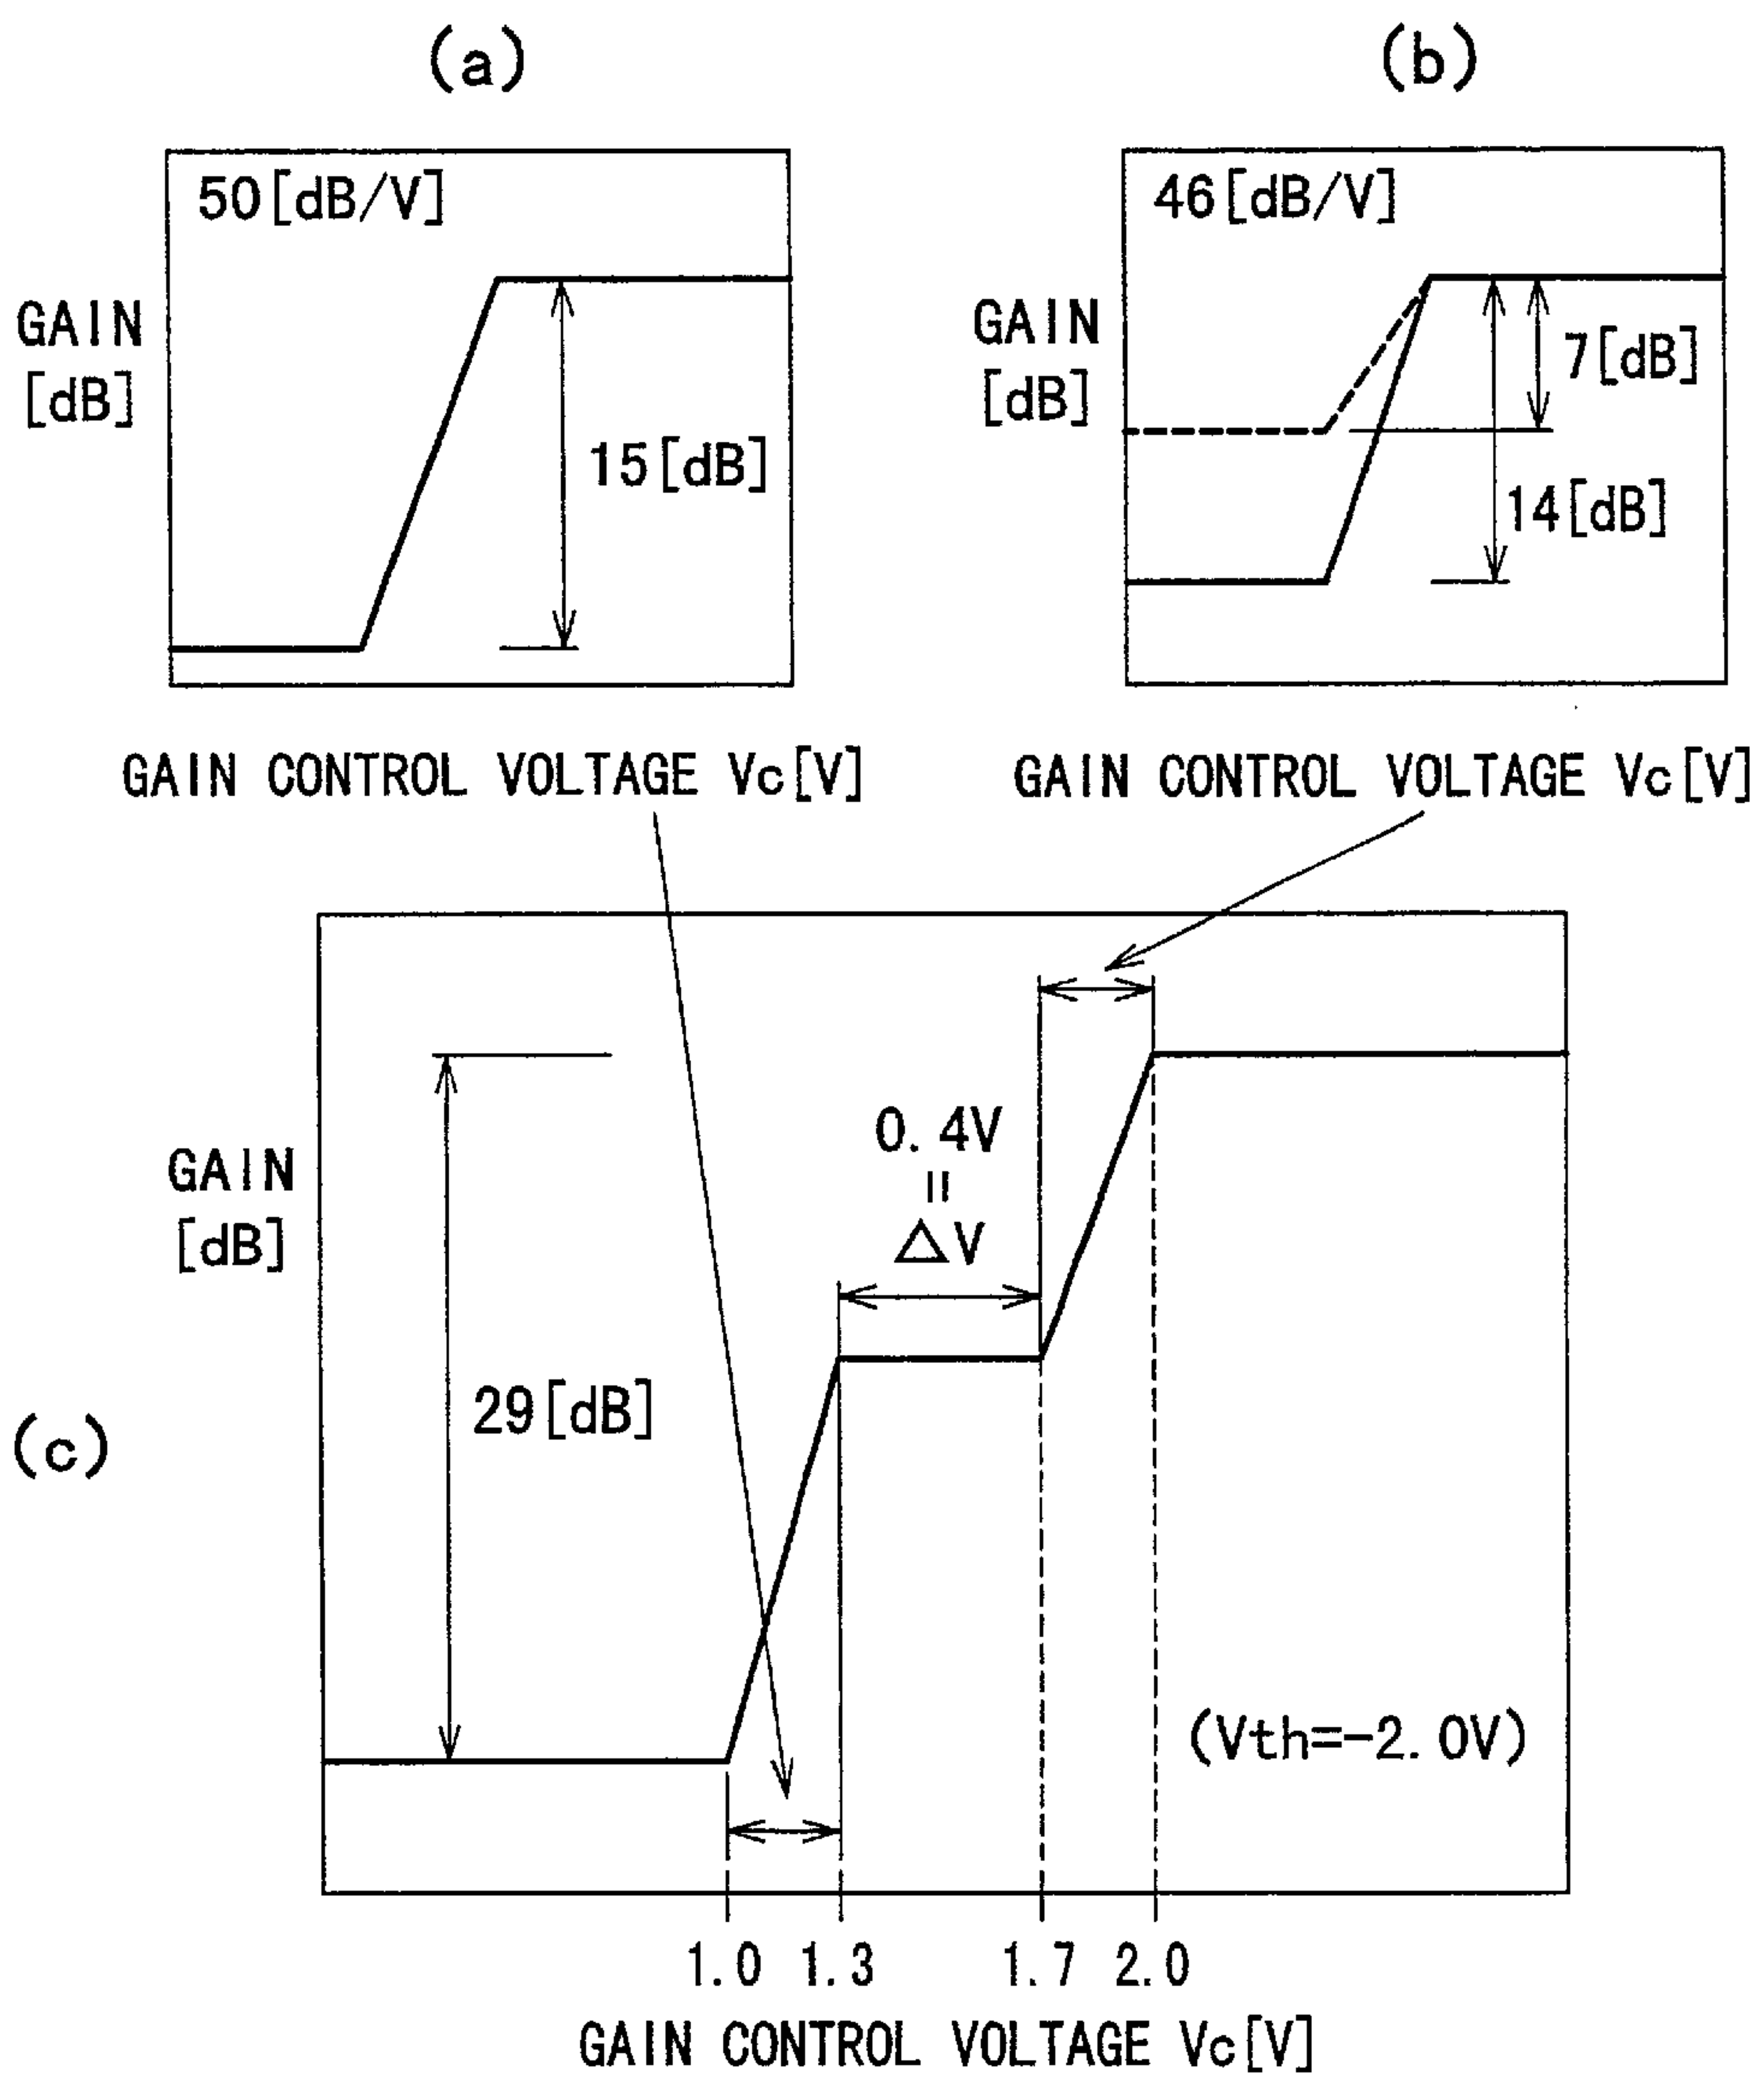 (a)
50[dB/V]
GAIN
[dB]
15[dB]
GAIN CONTROL VOLTAGE Vc[V]
(b)
46[dB/V]
GAIN
[dB]
7[dB]
14[dB]
GAIN CONTROL VOLTAGE Vc[V]
(c)
GAIN
[dB]
29[dB]
0.4V
=
△V
(Vth=-2.0V)
1.0 1.3 1.7 2.0
GAIN CONTROL VOLTAGE Vc[V]